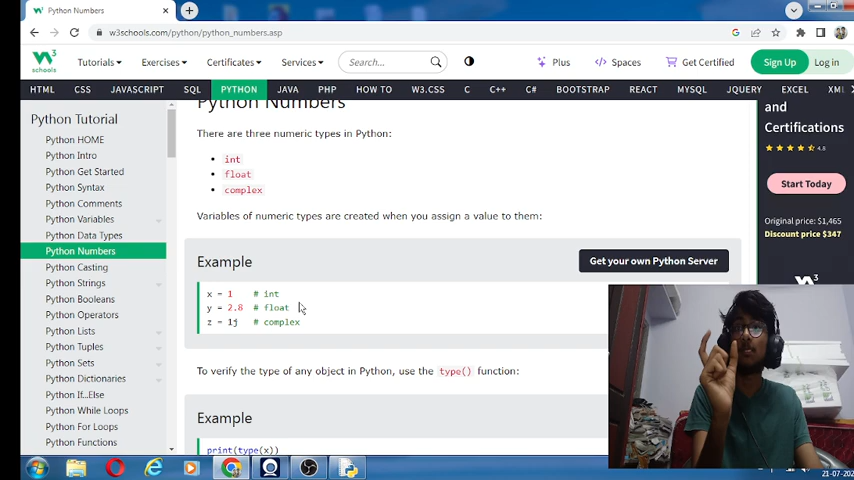 Python Numbers
w3schools.com/python/python_numbers.asp
W3 schools
Tutorials
Exercises
Certificates
Services
Search...
Plus
Spaces
Get Certified
Sign Up
Log in
HTML
CSS
JAVASCRIPT
SQL
PYTHON
JAVA
PHP
HOW TO
W3.CSS
C
C++
C#
BOOTSTRAP
REACT
MYSQL
JQUERY
EXCEL
XM
Python Tutorial
Python HOME
Python Intro
Python Get Started
Python Syntax
Python Comments
Python Variables
Python Data Types
Python Numbers
Python Casting
Python Strings
Python Booleans
Python Operators
Python Lists
Python Tuples
Python Sets
Python Dictionaries
Python If...Else
Python While Loops
Python For Loops
Python Functions
Python Numbers
There are three numeric types in Python:
int
float
complex
Variables of numeric types are created when you assign a value to them:
Example
Get your own Python Server
x = 1 # int
y = 2.8 # float
z = 1j # complex
To verify the type of any object in Python, use the type() function:
Example
print(type(x))
and
Certifications
4.8
Start Today
Original price: $1,465
Discount price $347